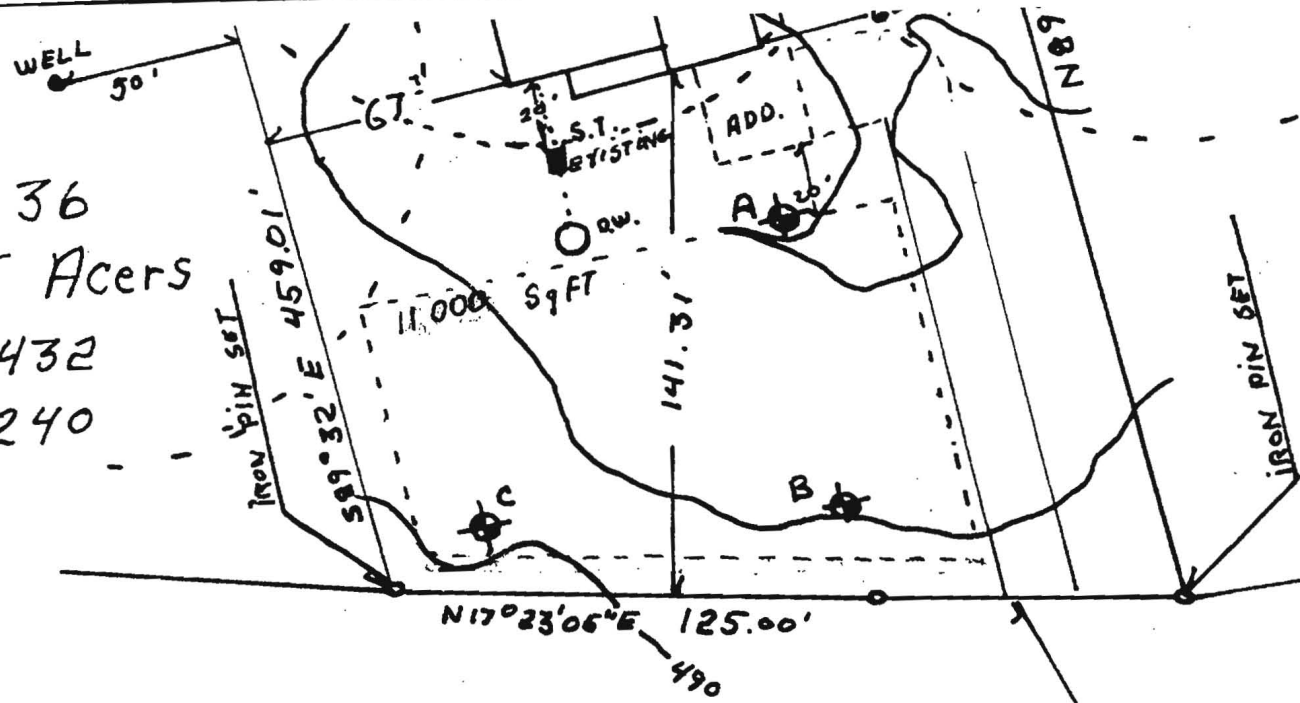 WELL
50'
67'
20'
S.T.
EXISTING
ADD.
D.W.
A
20'
36
Acers
432
240
11,000 SqFT
141.31'
S89°32'E 459.01'
IRON PIN SET
C
B
N89
IRON PIN SET
N17°23'06"E 125.00'
490